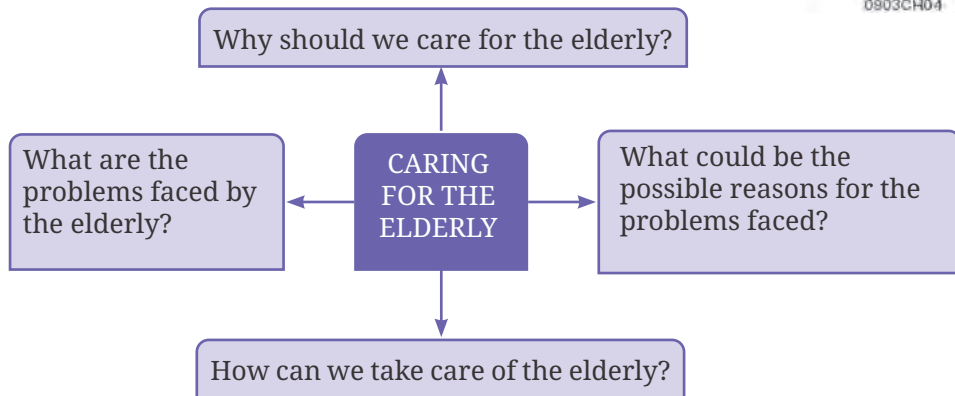 0903CH04
Why should we care for the elderly?
What are the
problems faced by
the elderly?
CARING
FOR THE
ELDERLY
What could be the
possible reasons for the
problems faced?
How can we take care of the elderly?